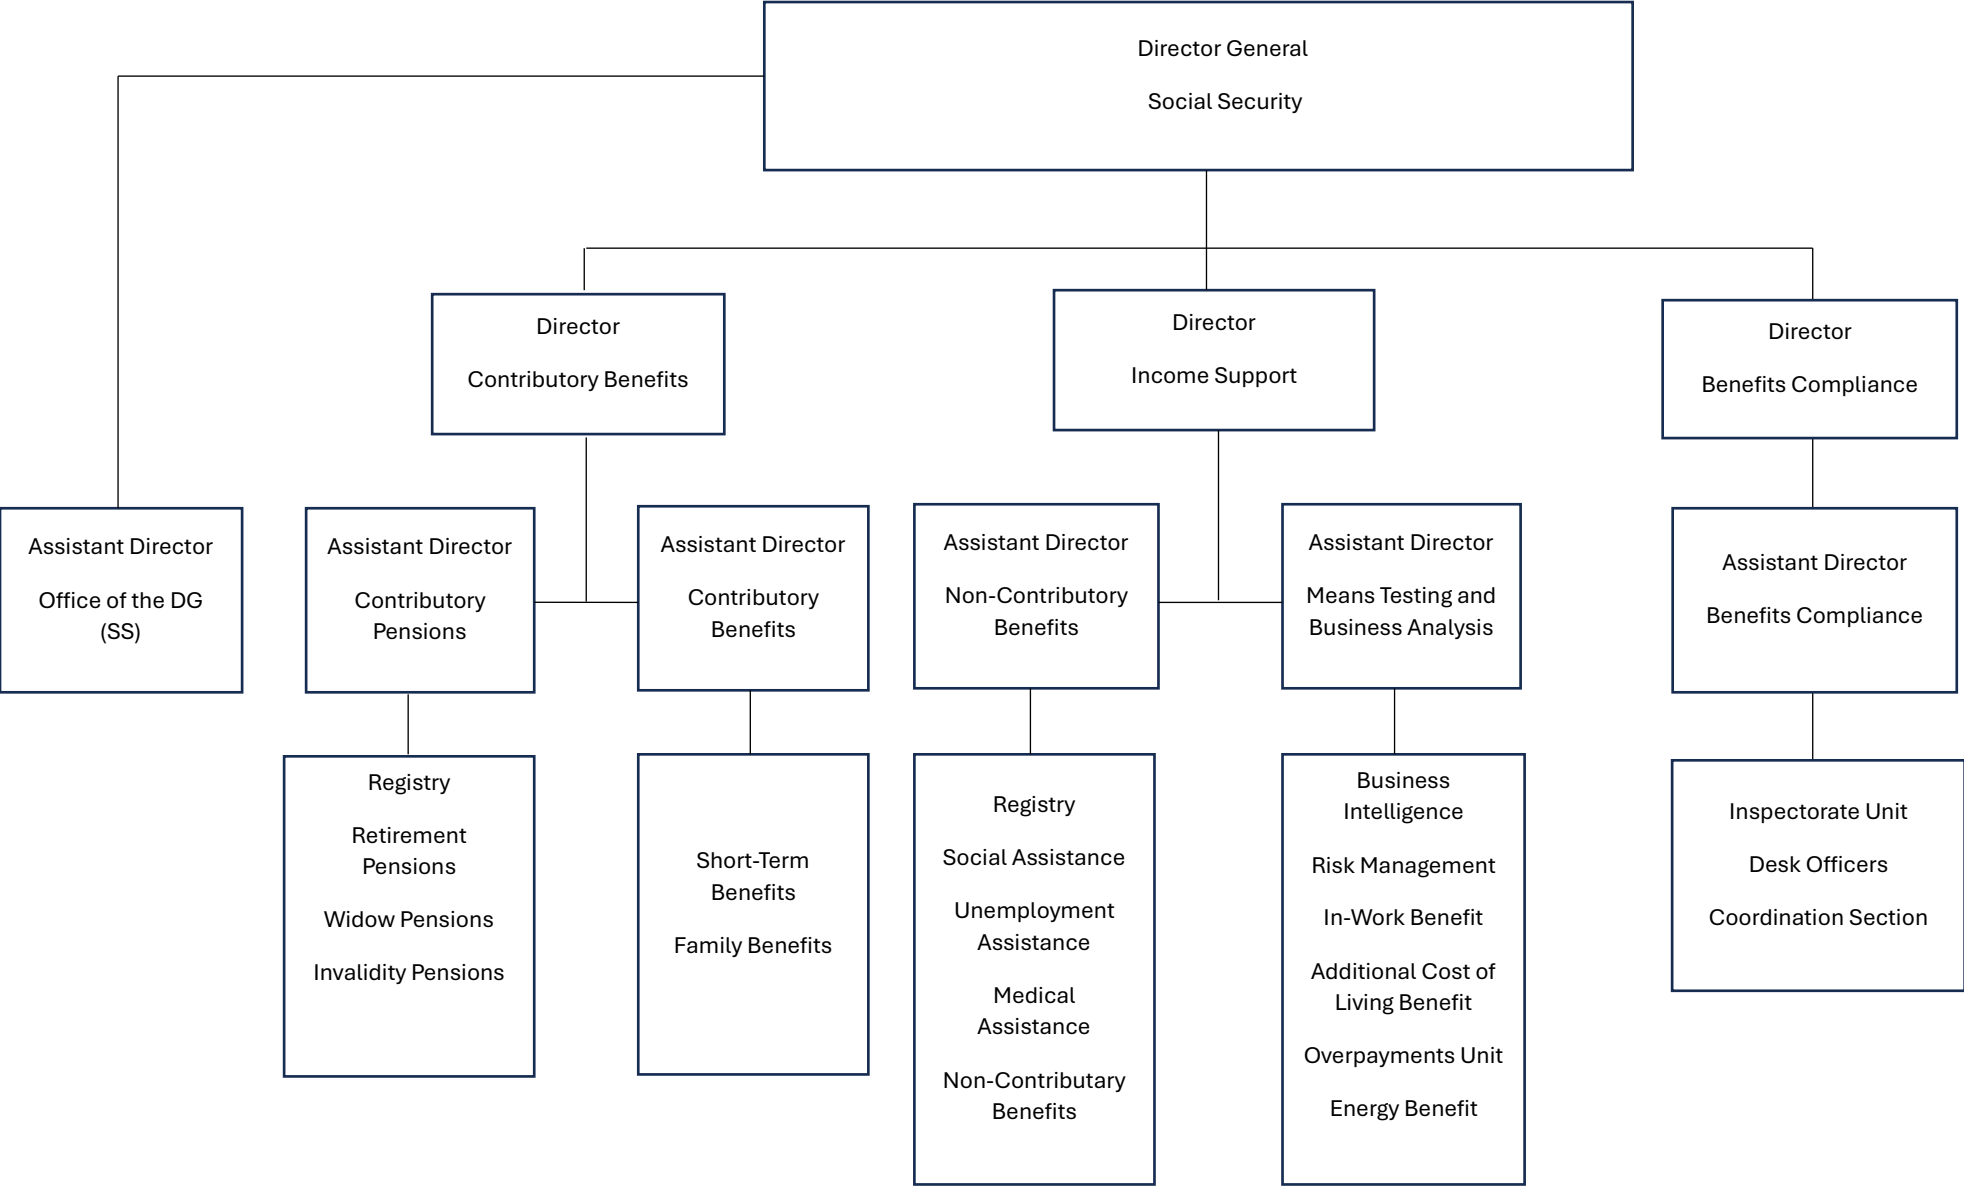 Director General
Social Security
Director
Contributory Benefits
Director
Income Support
Director
Benefits Compliance
Assistant Director
Office of the DG
(SS)
Assistant Director
Contributory
Pensions
Assistant Director
Contributory
Benefits
Assistant Director
Non-Contributory
Benefits
Assistant Director
Means Testing and
Business Analysis
Assistant Director
Benefits Compliance
Registry
Retirement
Pensions
Widow Pensions
Invalidity Pensions
Short-Term
Benefits
Family Benefits
Registry
Social Assistance
Unemployment
Assistance
Medical
Assistance
Non-Contributary
Benefits
Business
Intelligence
Risk Management
In-Work Benefit
Additional Cost of
Living Benefit
Overpayments Unit
Energy Benefit
Inspectorate Unit
Desk Officers
Coordination Section